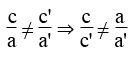 c/a ≠ c'/a' ⇒ c/c' ≠ a/a'